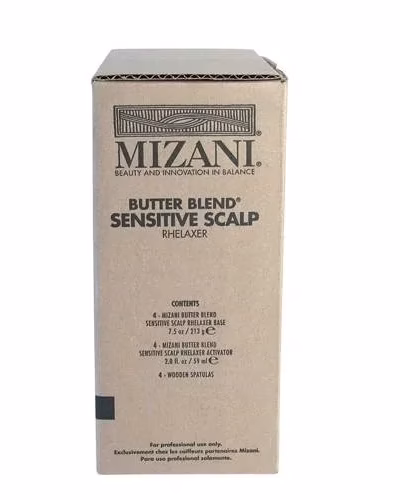 MIZANI®
BEAUTY AND INNOVATION IN BALANCE
BUTTER BLEND®
SENSITIVE SCALP
RHELAXER
CONTENTS
4 - MIZANI BUTTER BLEND
SENSITIVE SCALP RHELAXER BASE
7.5 oz / 213 g ℮
4 - MIZANI BUTTER BLEND
SENSITIVE SCALP RHELAXER ACTIVATOR
2.0 fl. oz / 59 ml ℮
4 - WOODEN SPATULAS
For professional use only.
Exclusivement chez les coiffeurs partenaires Mizani.
Para uso profesional solamente.